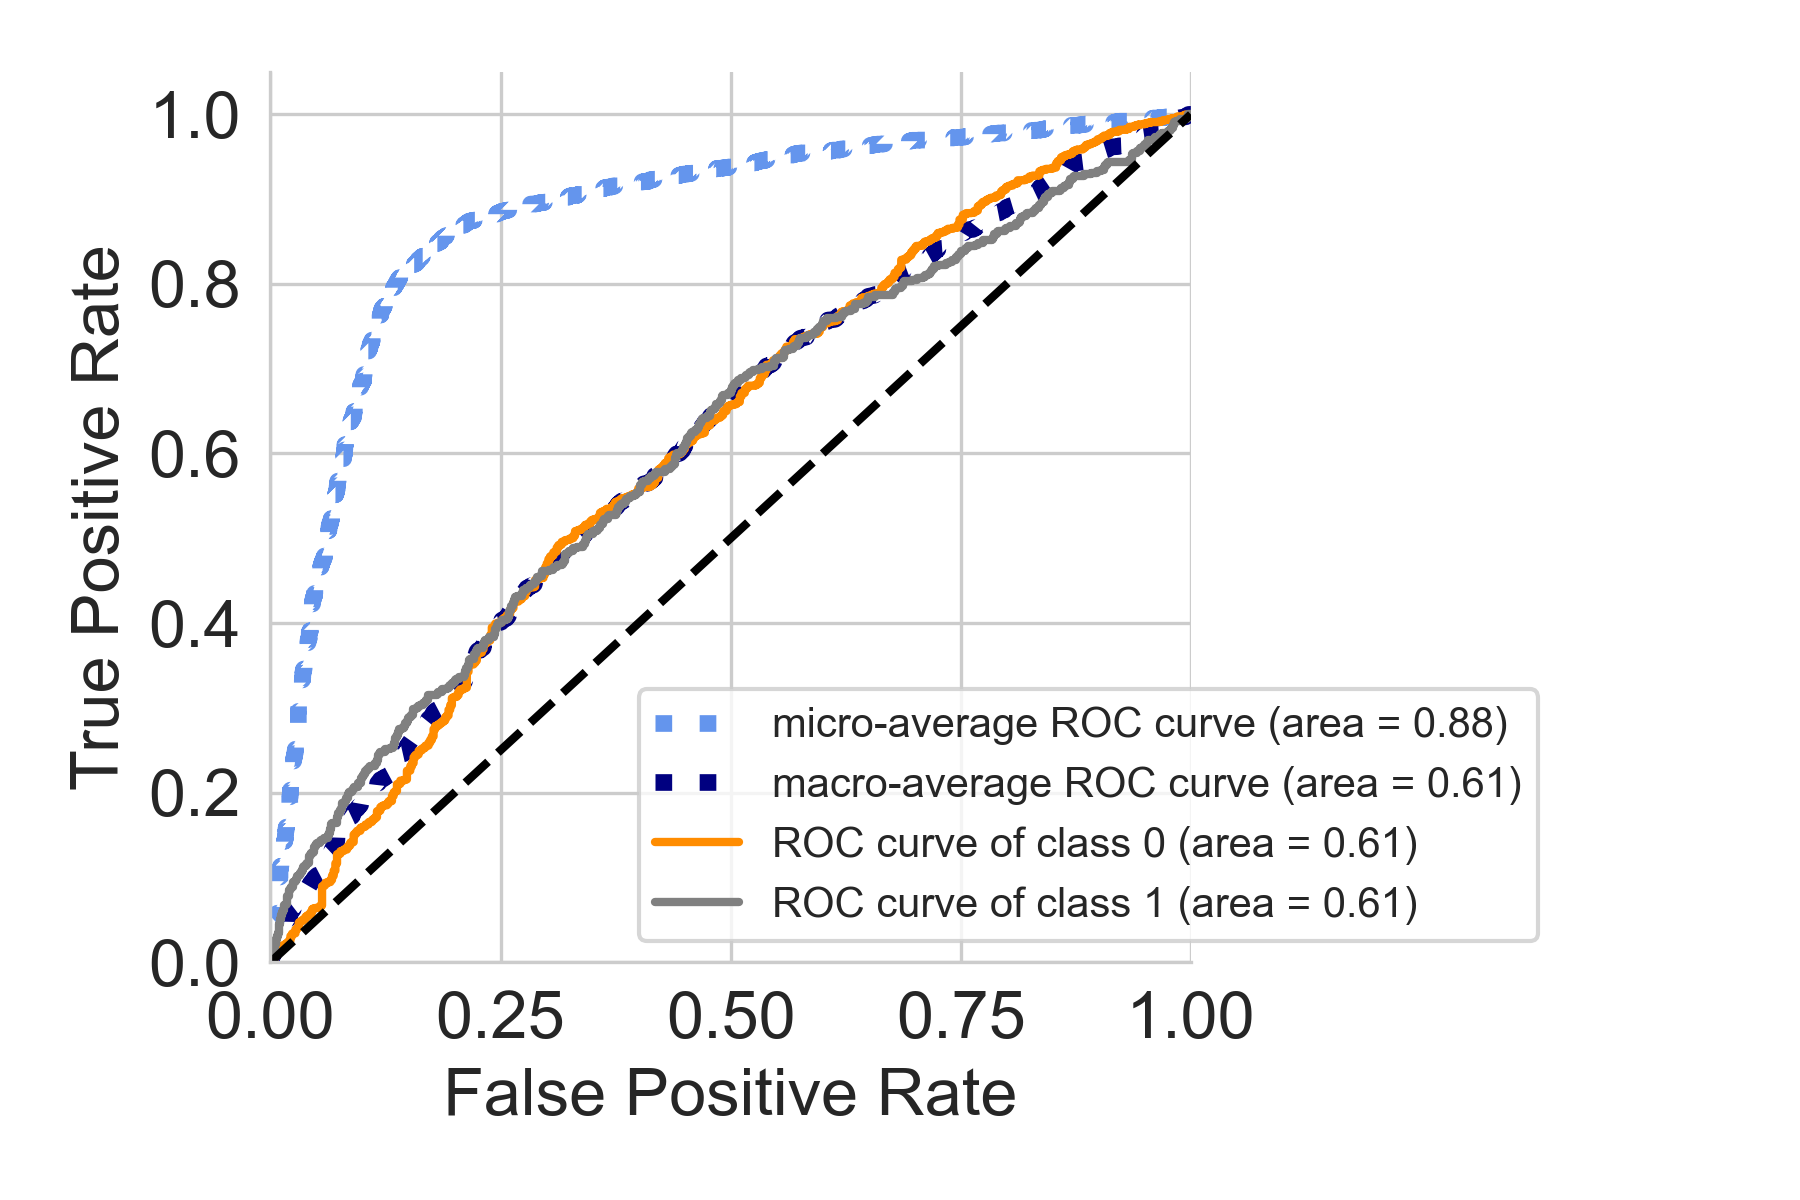 True Positive Rate
1.0
0.8
0.6
0.4
0.2
0.0
0.00 0.25 0.50 0.75 1.00
False Positive Rate
micro-average ROC curve (area = 0.88)
macro-average ROC curve (area = 0.61)
ROC curve of class 0 (area = 0.61)
ROC curve of class 1 (area = 0.61)